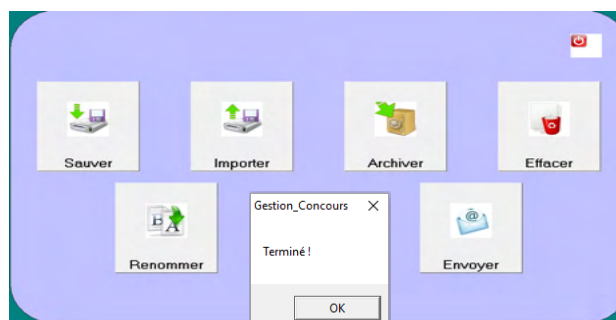 Sauver
Importer
Archiver
Effacer
Renommer
Gestion_Concours
Terminé !
OK
Envoyer